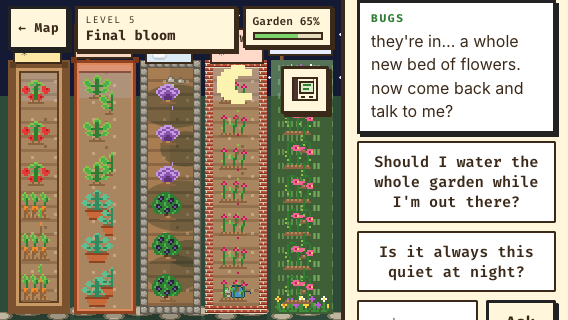 ← Map
LEVEL 5
Final bloom
Garden 65%
BUGS
they're in... a whole
new bed of flowers.
now come back and
talk to me?
Should I water the
whole garden while
I'm out there?
Is it always this
quiet at night?
Ask